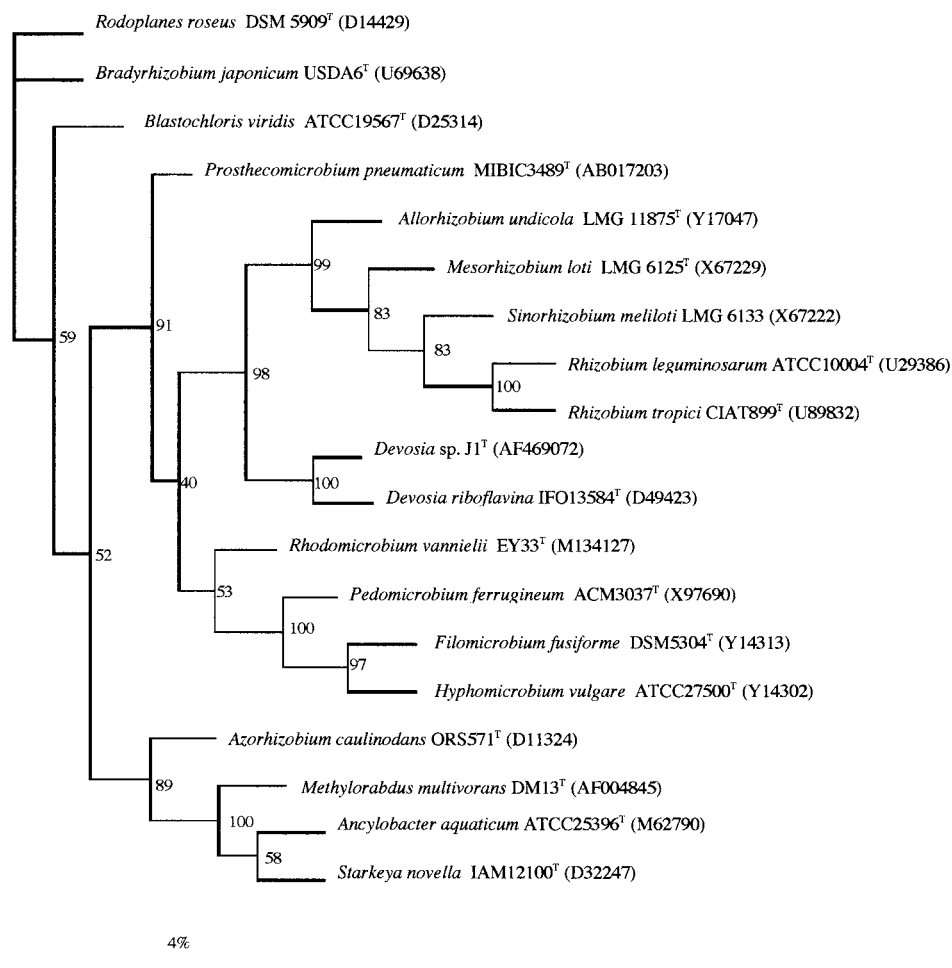 Rodoplanes roseus DSM 5909ᵀ (D14429)
Bradyrhizobium japonicum USDA6ᵀ (U69638)
Blastochloris viridis ATCC19567ᵀ (D25314)
Prosthecomicrobium pneumaticum MIBIC3489ᵀ (AB017203)
Allorhizobium undicola LMG 11875ᵀ (Y17047)
99
Mesorhizobium loti LMG 6125ᵀ (X67229)
83
Sinorhizobium meliloti LMG 6133 (X67222)
91
59
83
Rhizobium leguminosarum ATCC10004ᵀ (U29386)
98
100
Rhizobium tropici CIAT899ᵀ (U89832)
Devosia sp. J1ᵀ (AF469072)
40
100
Devosia riboflavina IFO13584ᵀ (D49423)
Rhodomicrobium vannielii EY33ᵀ (M134127)
52
53
Pedomicrobium ferrugineum ACM3037ᵀ (X97690)
100
Filomicrobium fusiforme DSM5304ᵀ (Y14313)
97
Hyphomicrobium vulgare ATCC27500ᵀ (Y14302)
Azorhizobium caulinodans ORS571ᵀ (D11324)
89
Methylorabdus multivorans DM13ᵀ (AF004845)
100
Ancylobacter aquaticum ATCC25396ᵀ (M62790)
58
Starkeya novella IAM12100ᵀ (D32247)
4%